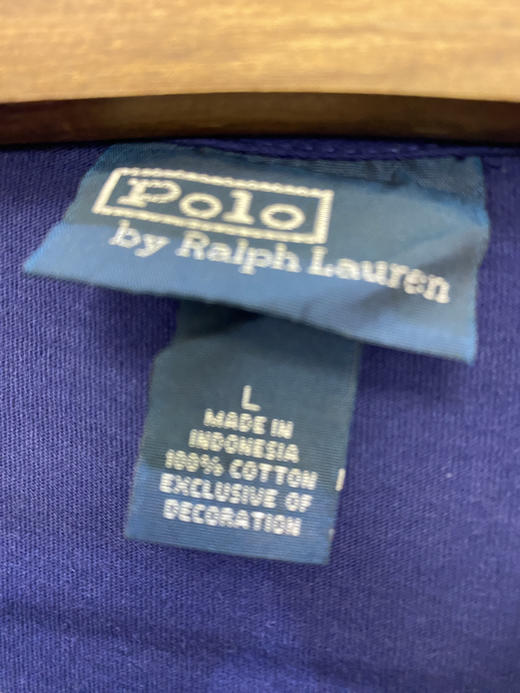 Polo
by Ralph Lauren
L
MADE IN
INDONESIA
100% COTTON
EXCLUSIVE OF
DECORATION